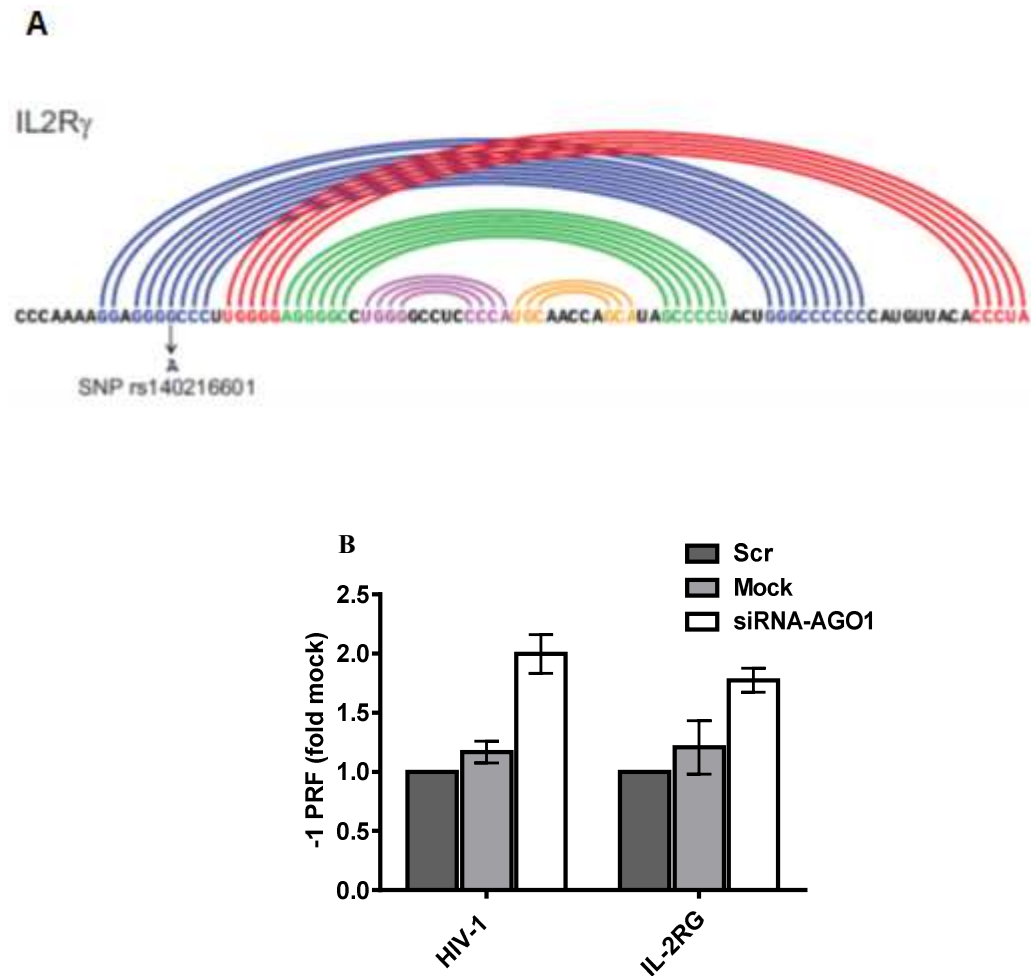 A
IL2Rγ
CCCAAAAGGAGGGGCCCUUGGGGAGGGGCCUGGGGCCUCCCCAUGCAACCAGCAUAGCCCCUACUGGGCCCCCCCAUGUUACACCCUA
A
SNP rs140216601
B
Scr
Mock
siRNA-AGO1
-1 PRF (fold mock)
2.5
2.0
1.5
1.0
0.5
0.0
HIV-1
IL-2RG